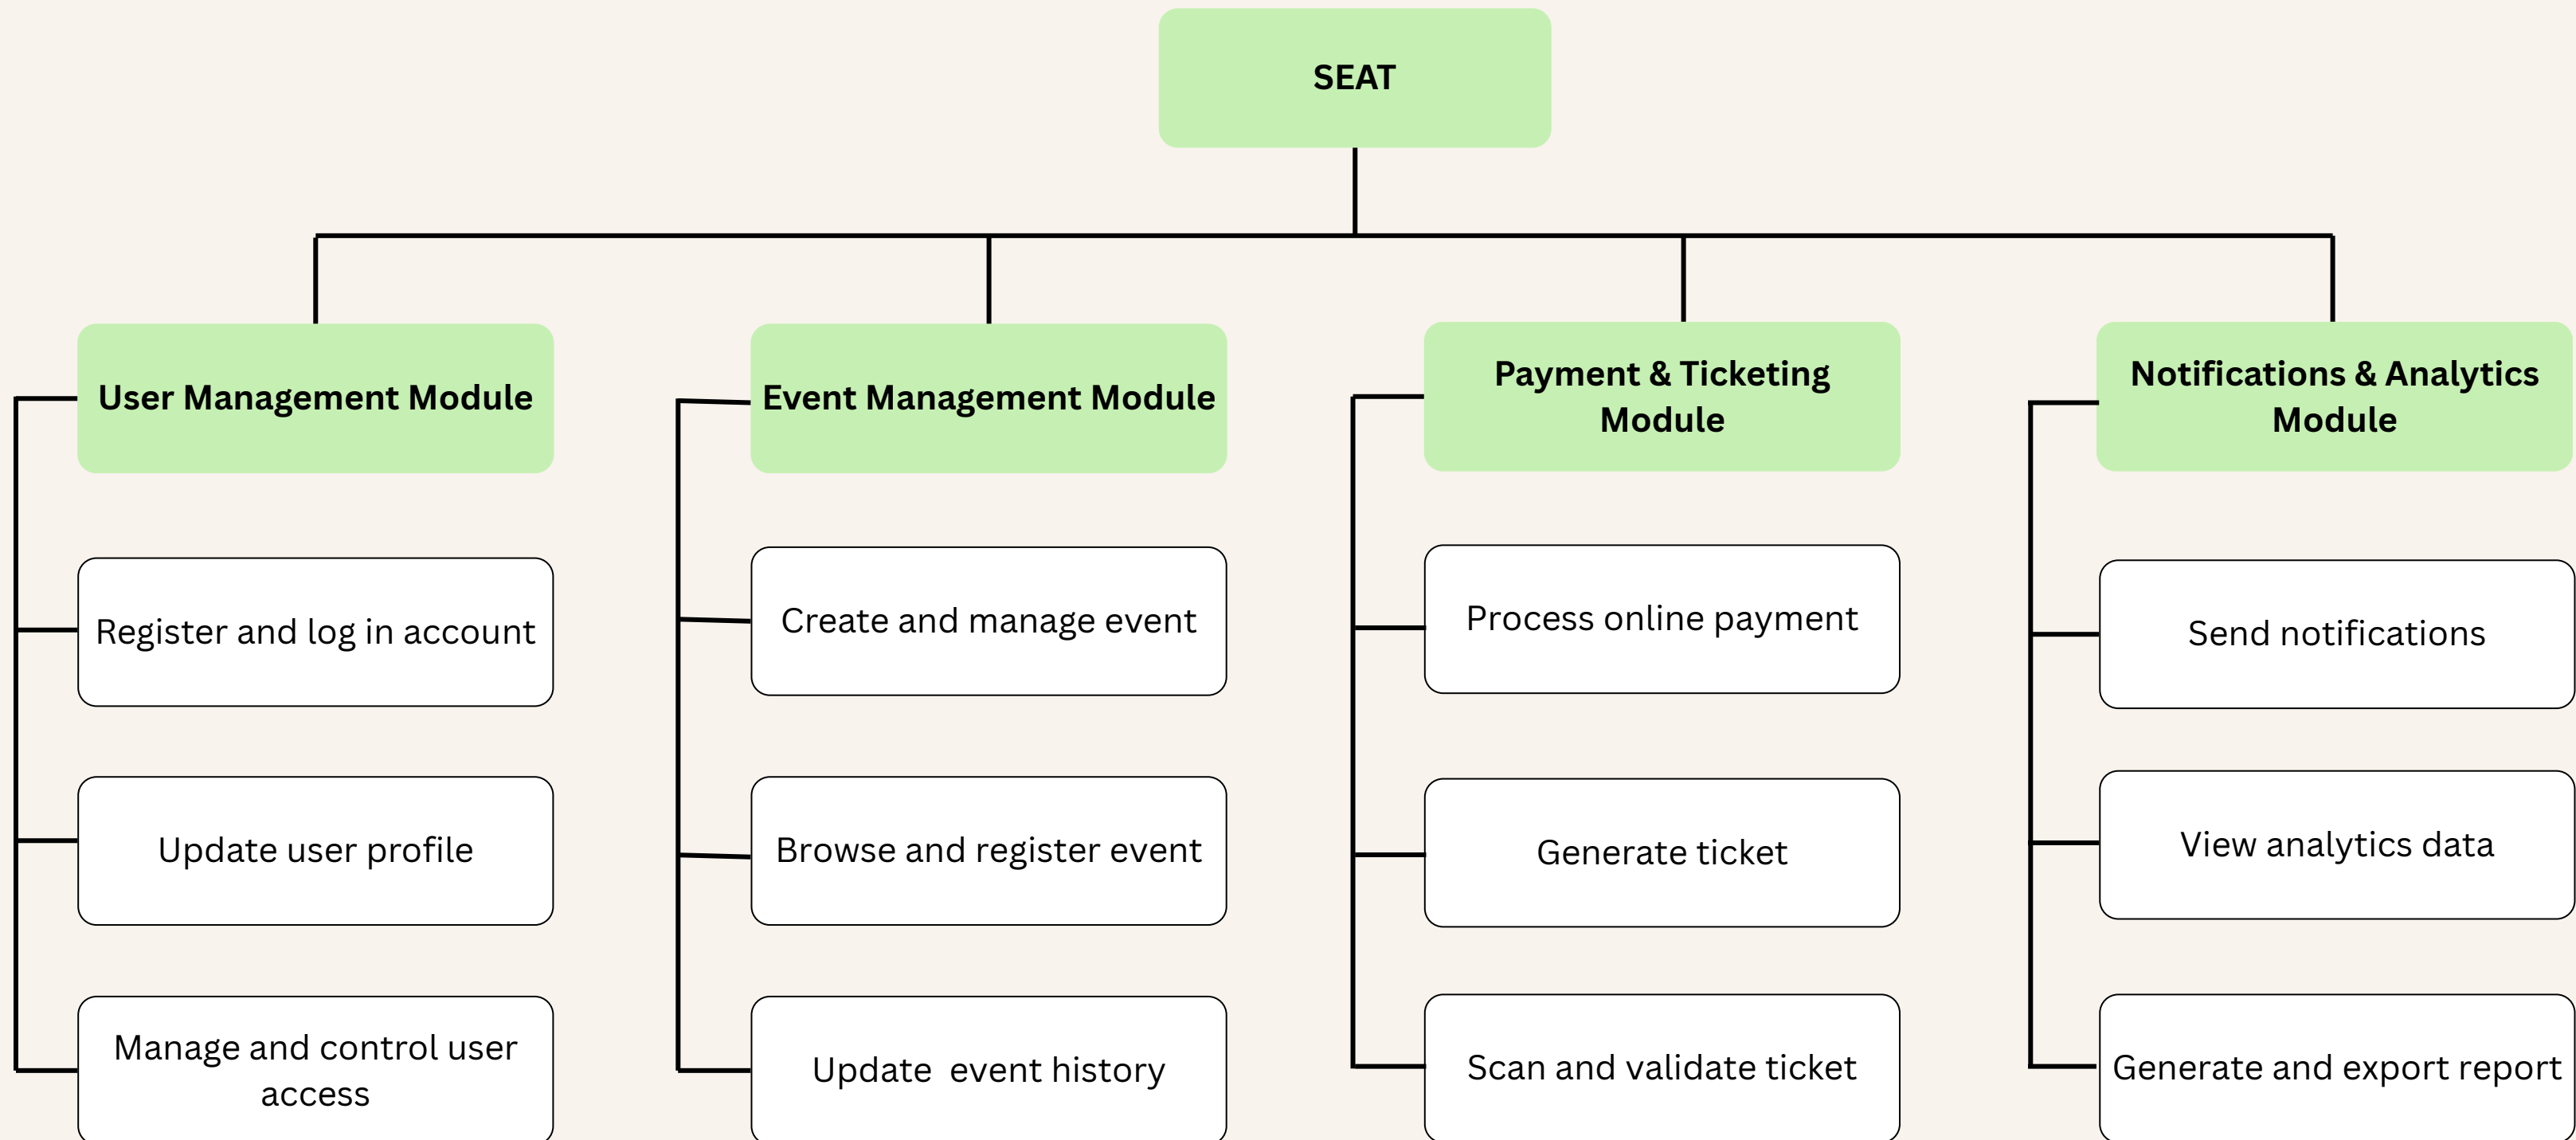 SEAT
User Management Module
Register and log in account
Update user profile
Manage and control user
access
Event Management Module
Create and manage event
Browse and register event
Update  event history
Payment & Ticketing
Module
Process online payment
Generate ticket
Scan and validate ticket
Notifications & Analytics
Module
Send notifications
View analytics data
Generate and export report